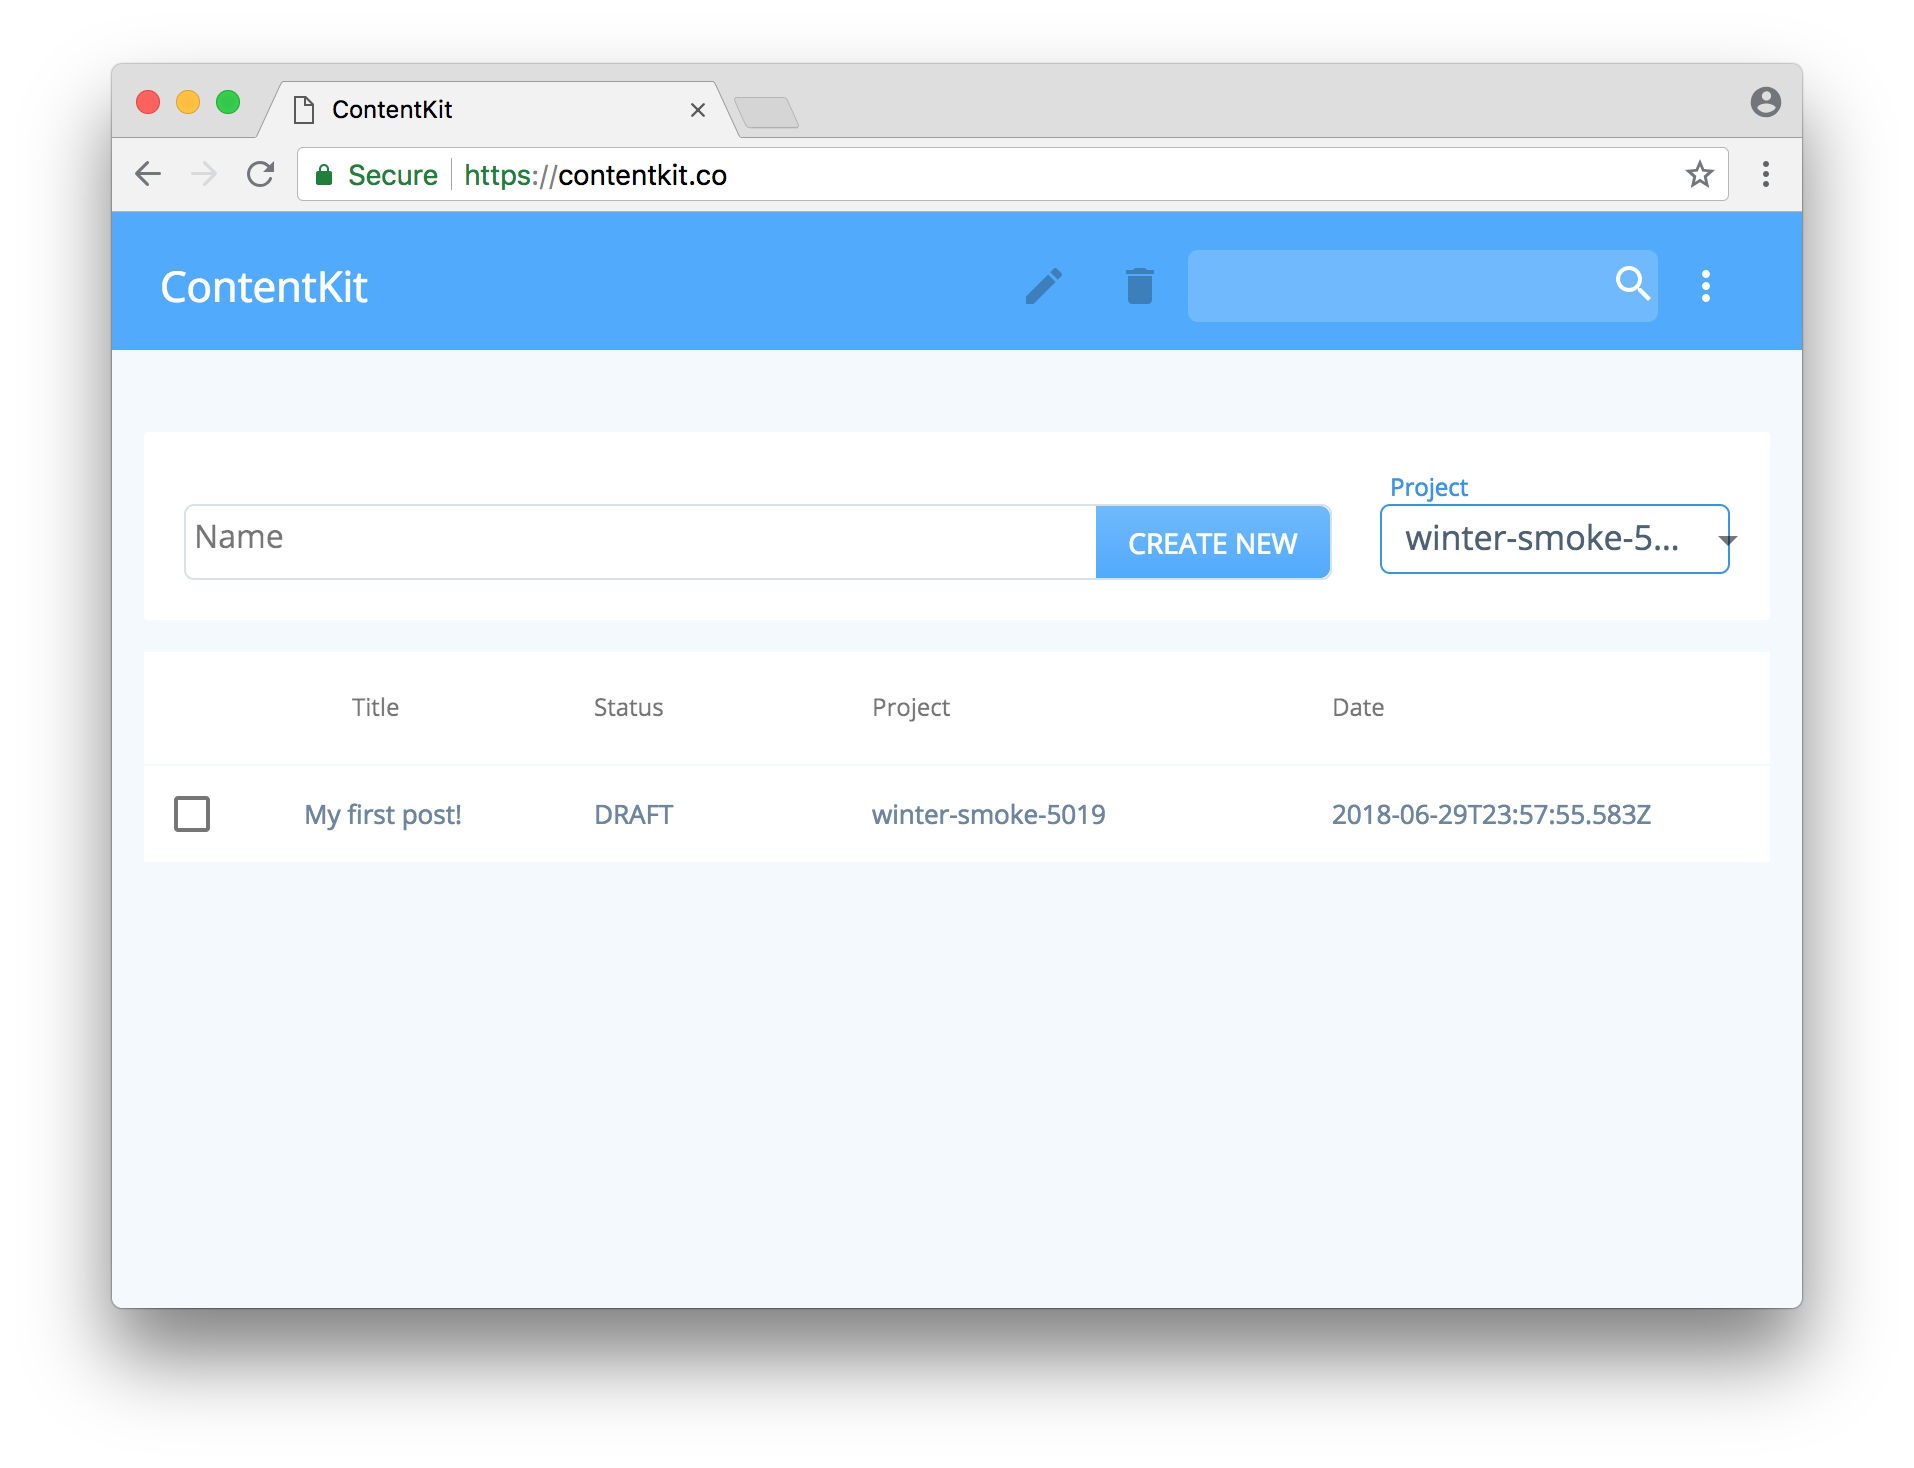 ContentKit
Secure https://contentkit.co
ContentKit
Project
Name CREATE NEW winter-smoke-5...
Title Status Project Date
My first post! DRAFT winter-smoke-5019 2018-06-29T23:57:55.583Z